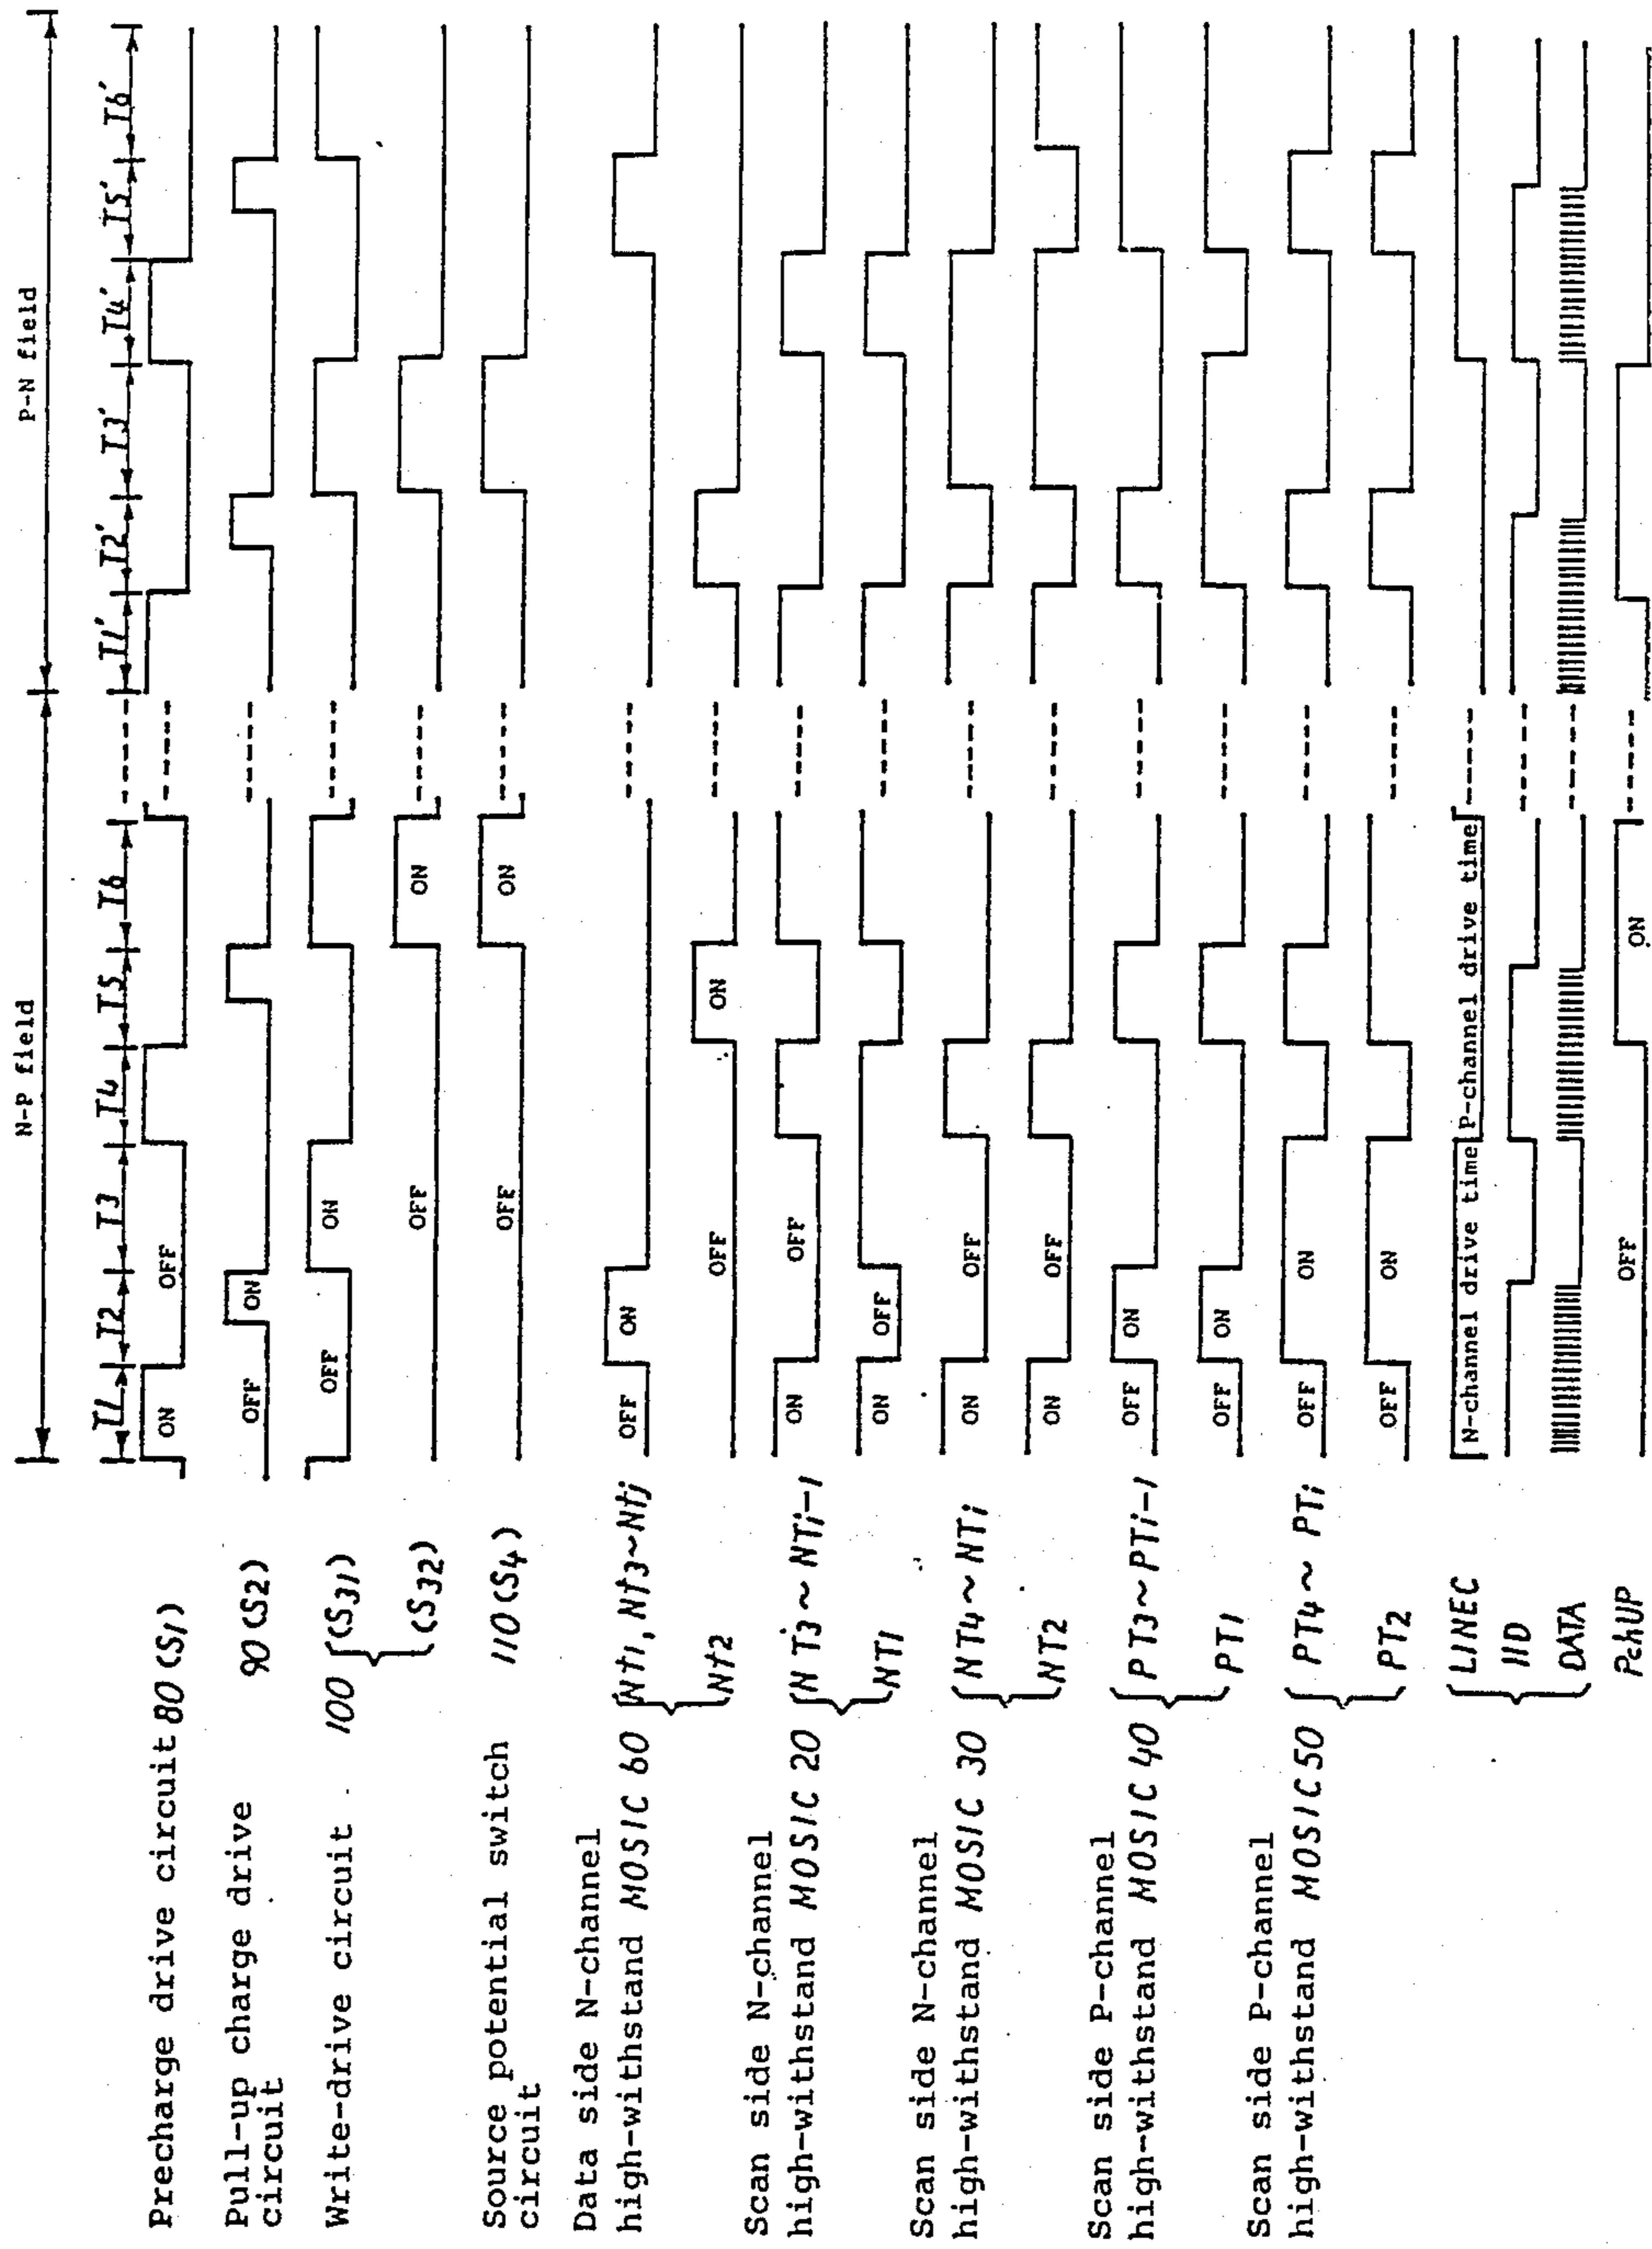 N-P field
P-N field
T1 T2 T3 T4 T5 T6 T1' T2' T3' T4' T5' T6'
Precharge drive circuit 80 (S1)
ON OFF
Pull-up charge drive
circuit
90 (S2)
OFF ON
Write-drive circuit 100
(S31)
OFF ON
(S32)
OFF ON
Source potential switch
circuit
110 (S4)
OFF ON
Data side N-channel
high-withstand MOSIC 60
Nt1, Nt3~Ntj
OFF ON
Nt2
OFF ON
Scan side N-channel
high-withstand MOSIC 20
NT3~NTi-1
ON OFF
NT1
ON OFF
Scan side N-channel
high-withstand MOSIC 30
NT4~NTi
ON OFF
NT2
ON OFF
Scan side P-channel
high-withstand MOSIC 40
PT3~PTi-1
OFF ON
PT1
OFF ON
Scan side P-channel
high-withstand MOSIC 50
PT4~PTi
OFF ON
PT2
OFF ON
LINEC
N-channel drive time P-channel drive time
IID
DATA
PchUP
OFF ON